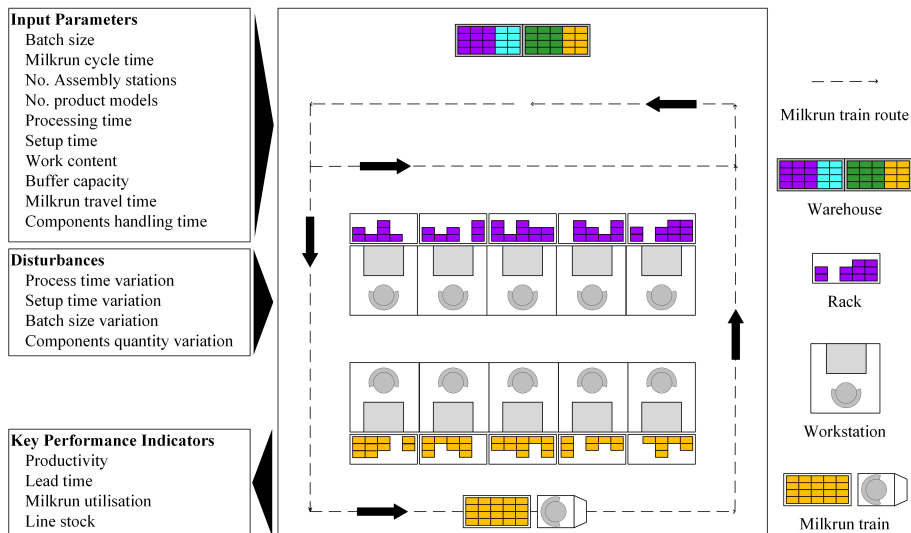 Input Parameters
Batch size
Milkrun cycle time
No. Assembly stations
No. product models
Processing time
Setup time
Work content
Buffer capacity
Milkrun travel time
Components handling time
Disturbances
Process time variation
Setup time variation
Batch size variation
Components quantity variation
Key Performance Indicators
Productivity
Lead time
Milkrun utilisation
Line stock
Milkrun train route
Warehouse
Rack
Workstation
Milkrun train